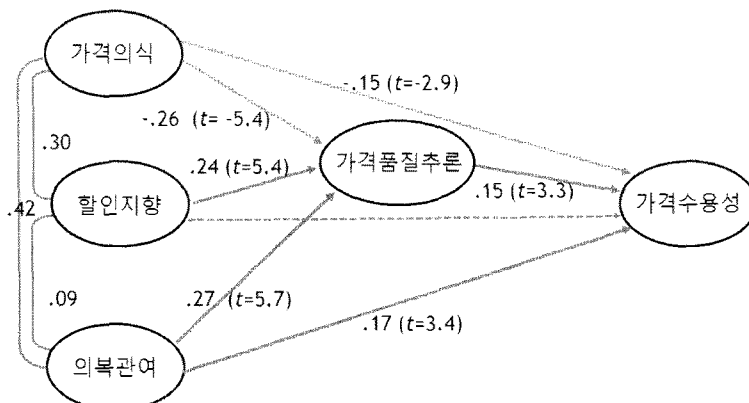 가격의식
-.15 (t=-2.9)
-.26 (t= -5.4)
.30
가격품질추론
.24 (t=5.4)
.15 (t=3.3)
.42
할인지향
가격수용성
.09
.27 (t=5.7)
.17 (t=3.4)
의복관여